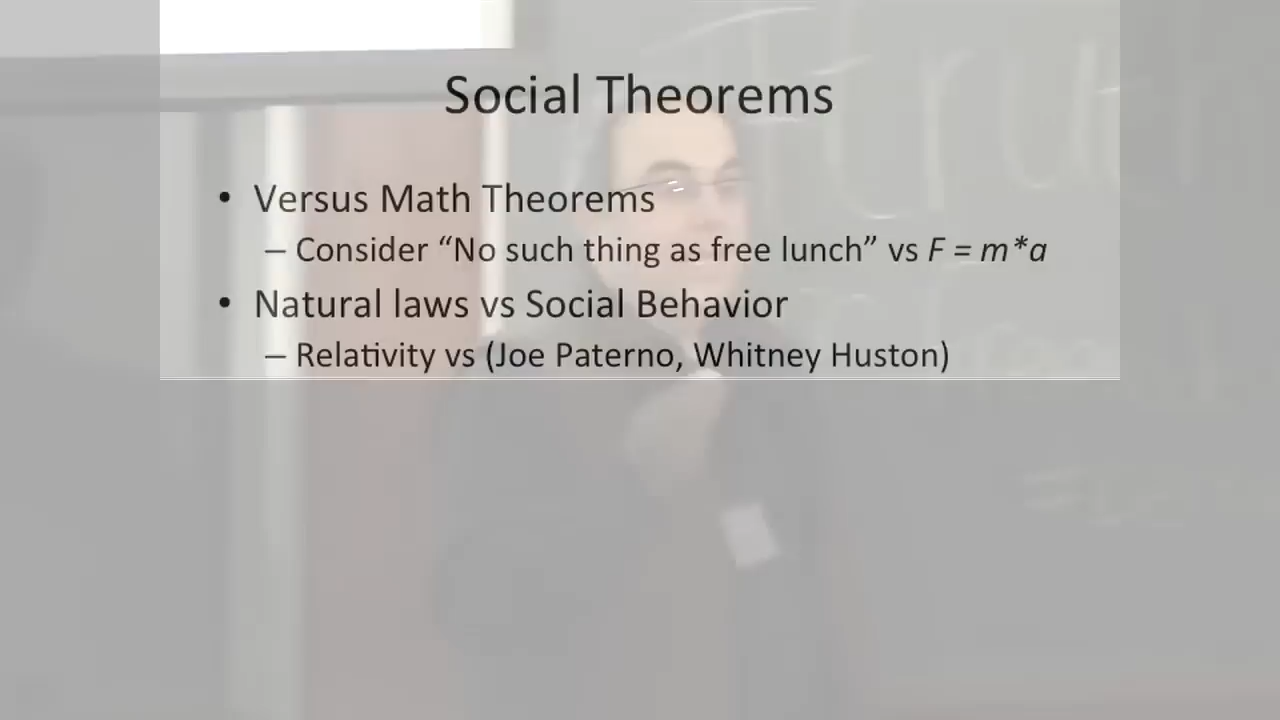 Social Theorems
• Versus Math Theorems
– Consider “No such thing as free lunch” vs F = m*a
• Natural laws vs Social Behavior
– Relativity vs (Joe Paterno, Whitney Huston)